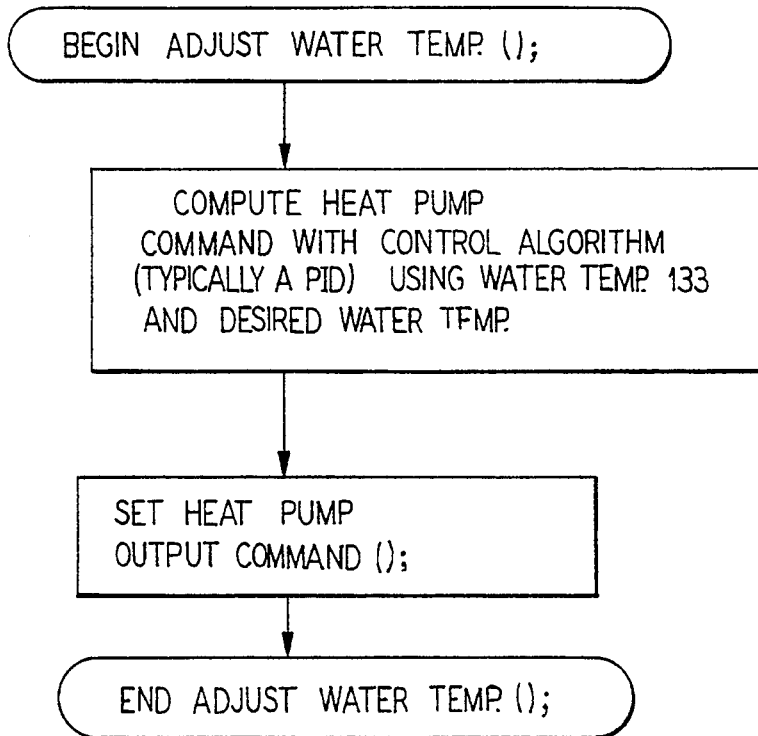 BEGIN ADJUST WATER TEMP. ();
COMPUTE HEAT PUMP
COMMAND WITH CONTROL ALGORITHM
(TYPICALLY A PID) USING WATER TEMP. 133
AND DESIRED WATER TEMP.
SET HEAT PUMP
OUTPUT COMMAND ();
END ADJUST WATER TEMP. ();